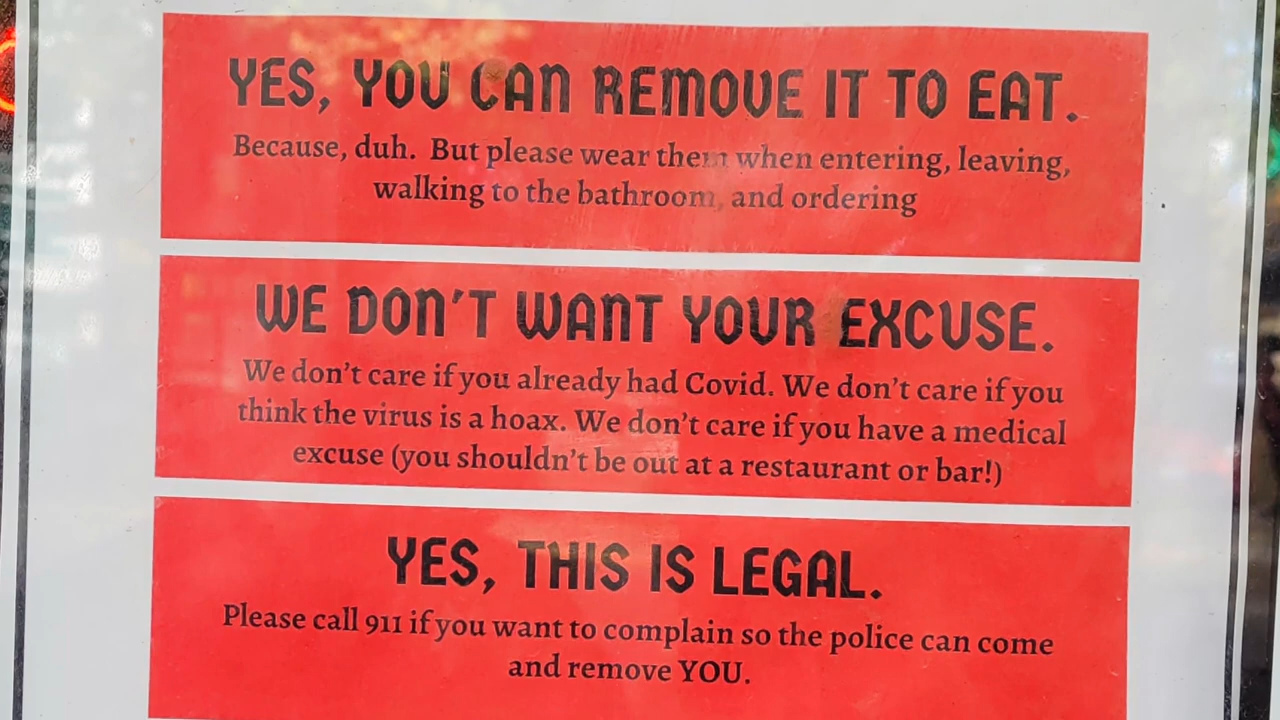 YES, YOU CAN REMOVE IT TO EAT.
Because, duh. But please wear them when entering, leaving,
walking to the bathroom, and ordering
WE DON'T WANT YOUR EXCUSE.
We don't care if you already had Covid. We don't care if you
think the virus is a hoax. We don't care if you have a medical
excuse (you shouldn't be out at a restaurant or bar!)
YES, THIS IS LEGAL.
Please call 911 if you want to complain so the police can come
and remove YOU.